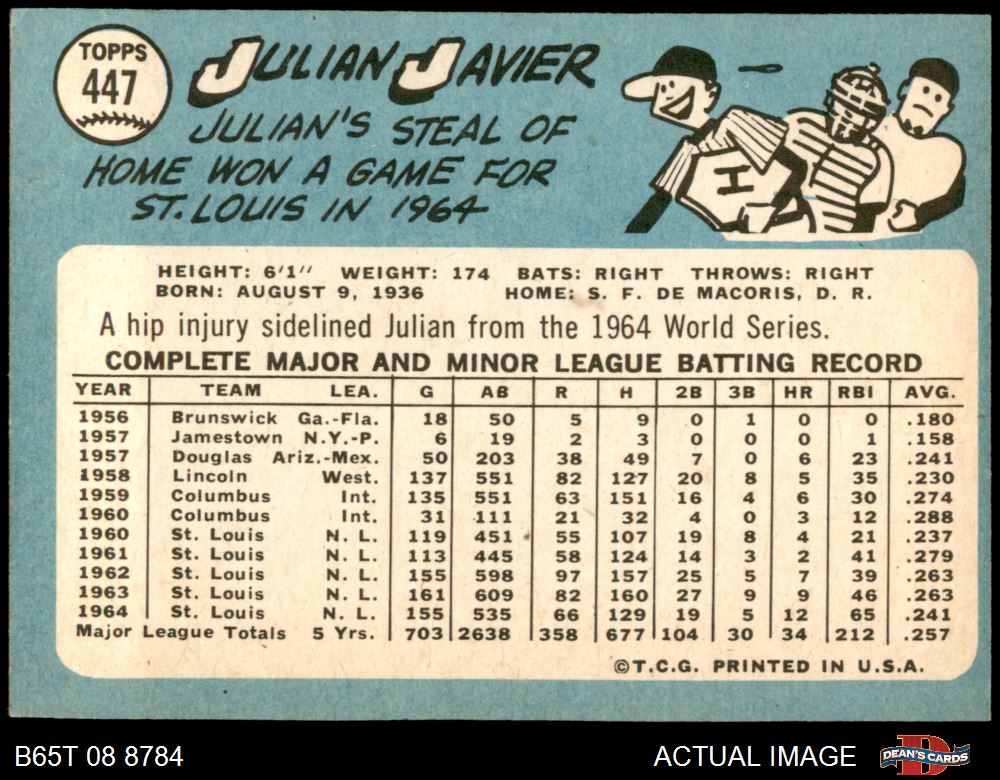 TOPPS
447
JULIAN JAVIER
JULIAN'S STEAL OF
HOME WON A GAME FOR
ST. LOUIS IN 1964
H
HEIGHT: 6'1" WEIGHT: 174 BATS: RIGHT THROWS: RIGHT
BORN: AUGUST 9, 1936 HOME: S. F. DE MACORIS, D. R.
A hip injury sidelined Julian from the 1964 World Series.
COMPLETE MAJOR AND MINOR LEAGUE BATTING RECORD
YEAR TEAM LEA. G AB R H 2B 3B HR RBI AVG.
1956 Brunswick Ga.-Fla. 18 50 5 9 0 1 0 0 .180
1957 Jamestown N.Y.-P. 6 19 2 3 0 0 0 1 .158
1957 Douglas Ariz.-Mex. 50 203 38 49 7 0 6 23 .241
1958 Lincoln West. 137 551 82 127 20 8 5 35 .230
1959 Columbus Int. 135 551 63 151 16 4 6 30 .274
1960 Columbus Int. 31 111 21 32 4 0 3 12 .288
1960 St. Louis N. L. 119 451 55 107 19 8 4 21 .237
1961 St. Louis N. L. 113 445 58 124 14 3 2 41 .279
1962 St. Louis N. L. 155 598 97 157 25 5 7 39 .263
1963 St. Louis N. L. 161 609 82 160 27 9 9 46 .263
1964 St. Louis N. L. 155 535 66 129 19 5 12 65 .241
Major League Totals 5 Yrs. 703 2638 358 677 104 30 34 212 .257
©T.C.G. PRINTED IN U.S.A.
B65T 08 8784 ACTUAL IMAGE DEAN'S CARDS